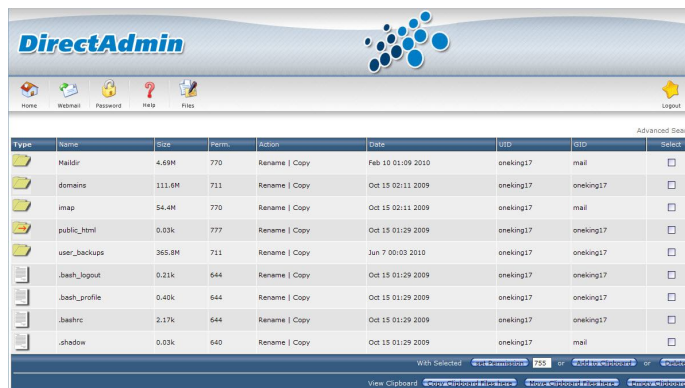 DirectAdmin
Home Webmail Password Help Files Logout
Advanced Sear
Type Name Size Perm. Action Date UID GID Select
Maildir 4.69M 770 Rename | Copy Feb 10 01:09 2010 oneking17 mail
domains 111.6M 711 Rename | Copy Oct 15 02:11 2009 oneking17 oneking17
imap 54.4M 770 Rename | Copy Oct 15 02:11 2009 oneking17 mail
public_html 0.03k 777 Rename | Copy Oct 15 01:29 2009 oneking17 oneking17
user_backups 365.8M 711 Rename | Copy Jun 7 00:03 2010 oneking17 oneking17
.bash_logout 0.21k 644 Rename | Copy Oct 15 01:29 2009 oneking17 oneking17
.bash_profile 0.40k 644 Rename | Copy Oct 15 01:29 2009 oneking17 oneking17
.bashrc 2.17k 644 Rename | Copy Oct 15 01:29 2009 oneking17 oneking17
.shadow 0.03k 640 Rename | Copy Oct 15 01:29 2009 oneking17 mail
With Selected Set Permission 755 or Add to Clipboard or Delete
View Clipboard Copy Clipboard Files Here Move Clipboard Files Here Empty Clipboard